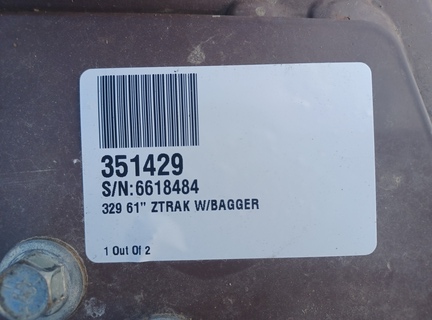 351429
S/N:6618484
329 61" ZTRAK W/BAGGER
1 Out Of 2